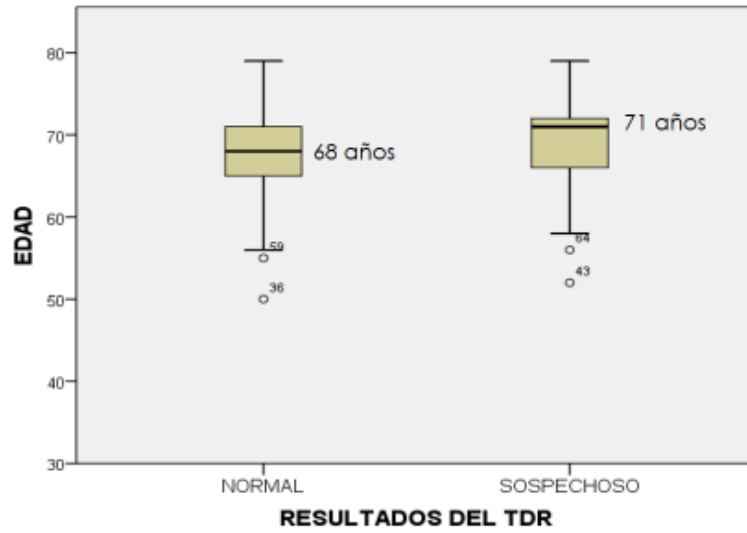 80
70
60
50
40
30
EDAD
68 años
71 años
59
36
64
43
NORMAL
SOSPECHOSO
RESULTADOS DEL TDR